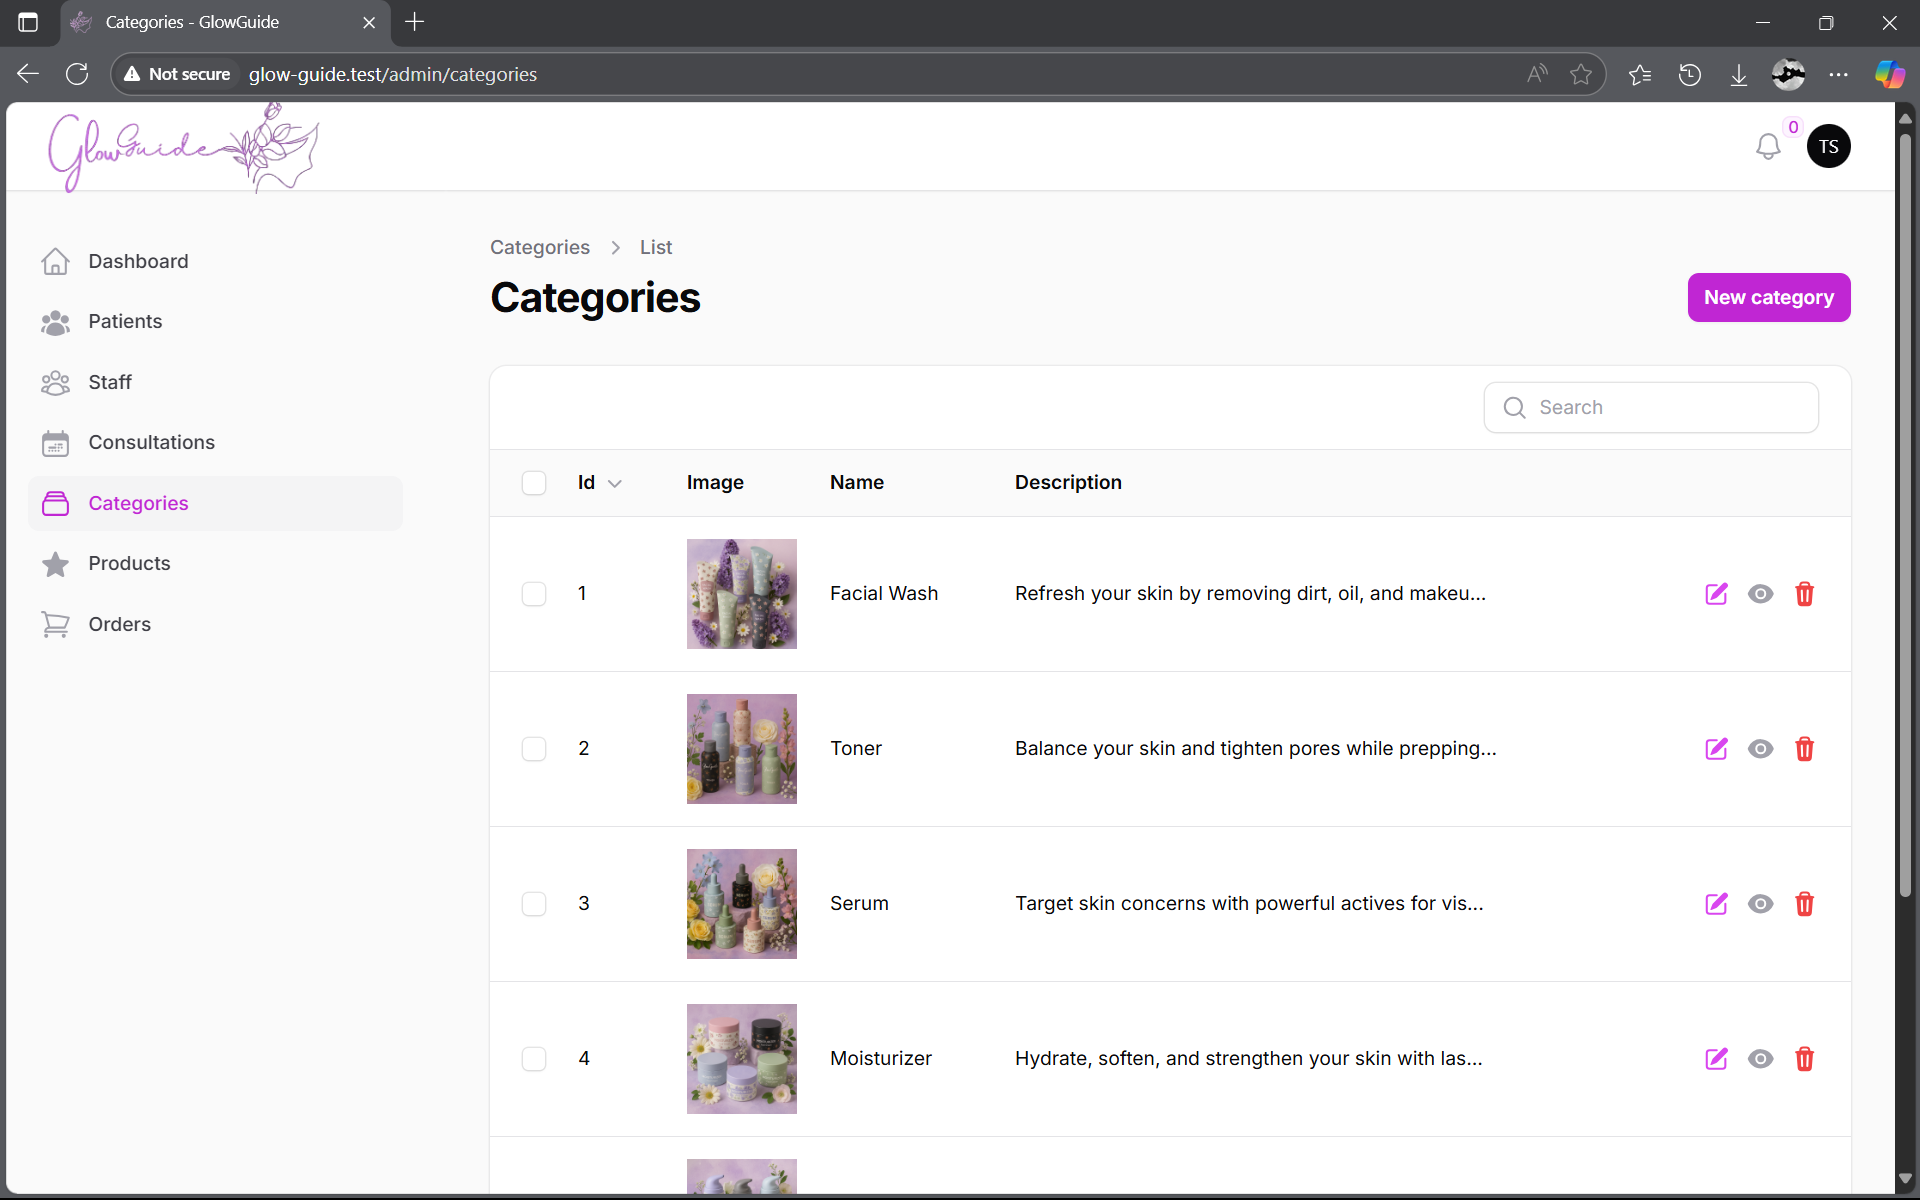 Categories - GlowGuide
Not secure glow-guide.test/admin/categories
GlowGuide
0
TS
Dashboard
Patients
Staff
Consultations
Categories
Products
Orders
Categories > List
Categories
New category
Search
Id Image Name Description
1 Facial Wash Refresh your skin by removing dirt, oil, and makeu...
2 Toner Balance your skin and tighten pores while prepping...
3 Serum Target skin concerns with powerful actives for vis...
4 Moisturizer Hydrate, soften, and strengthen your skin with las...